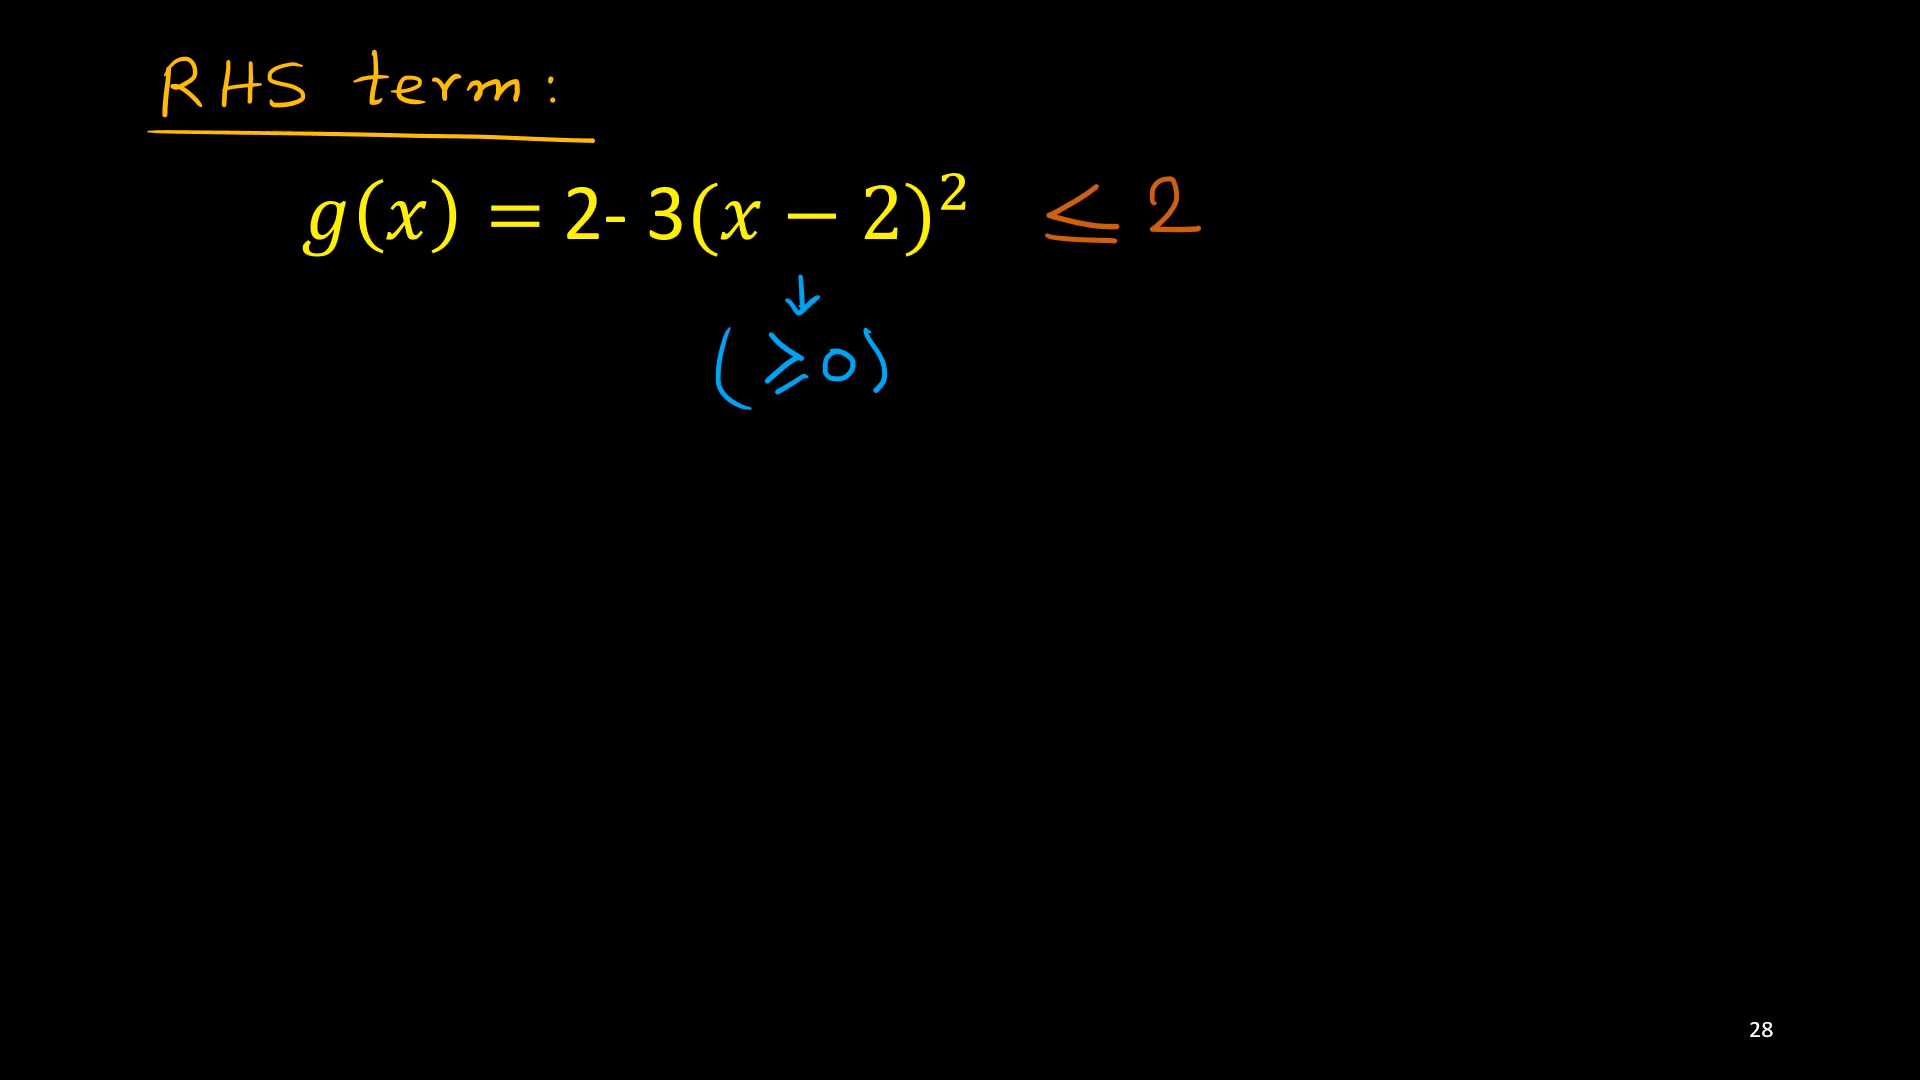 RHS term:
g(x) = 2- 3(x − 2)² ≤ 2
↓
(≥0)
28